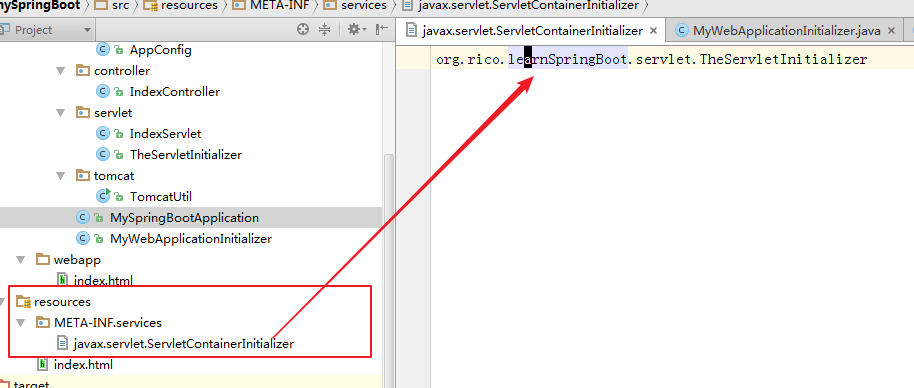 mySpringBoot src resources META-INF services javax.servlet.ServletContainerInitializer
Project
javax.servlet.ServletContainerInitializer MyWebApplicationInitializer.java
AppConfig
controller
IndexController
servlet
IndexServlet
TheServletInitializer
tomcat
TomcatUtil
MySpringBootApplication
MyWebApplicationInitializer
webapp
index.html
resources
META-INF.services
javax.servlet.ServletContainerInitializer
index.html
target
org.rico.learnSpringBoot.servlet.TheServletInitializer